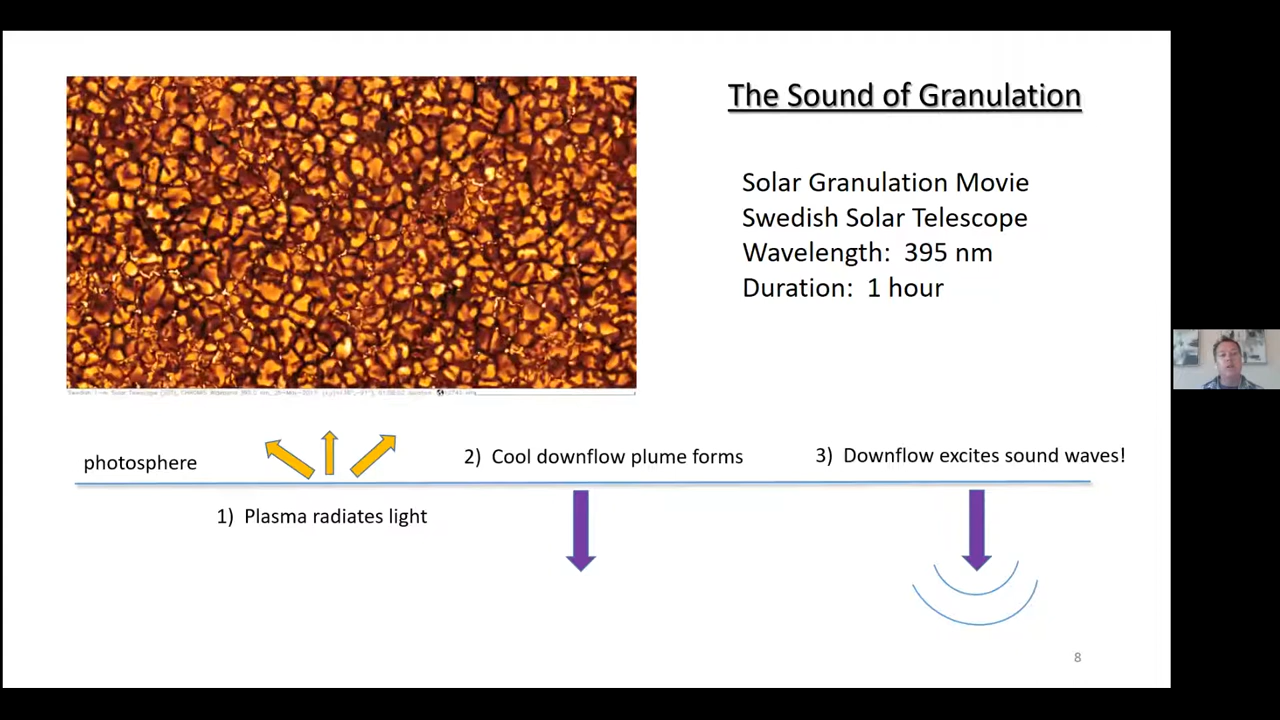 The Sound of Granulation
Solar Granulation Movie
Swedish Solar Telescope
Wavelength: 395 nm
Duration: 1 hour
photosphere
2) Cool downflow plume forms
3) Downflow excites sound waves!
1) Plasma radiates light
8